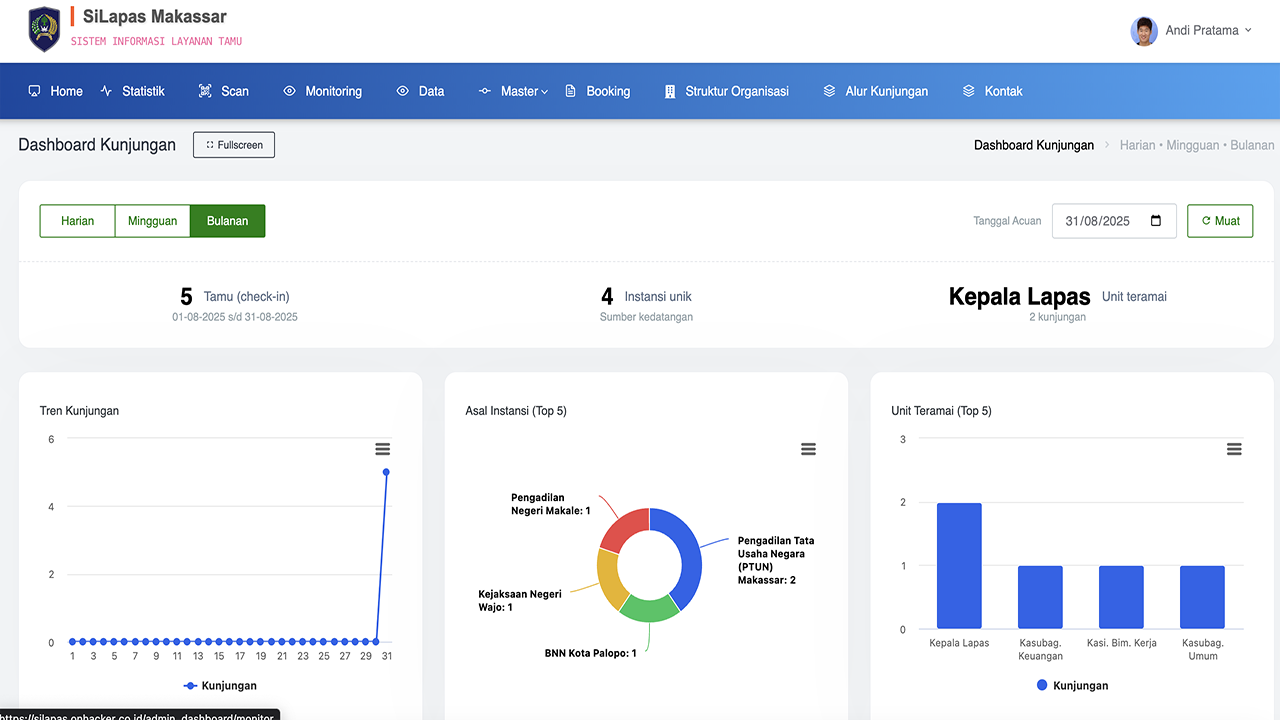 SiLapas Makassar
SISTEM INFORMASI LAYANAN TAMU
Andi Pratama
Home Statistik Scan Monitoring Data Master Booking Struktur Organisasi Alur Kunjungan Kontak
Dashboard Kunjungan Fullscreen
Dashboard Kunjungan › Harian • Mingguan • Bulanan
Harian Mingguan Bulanan
Tanggal Acuan 31/08/2025 Muat
5 Tamu (check-in)
01-08-2025 s/d 31-08-2025
4 Instansi unik
Sumber kedatangan
Kepala Lapas Unit teramai
2 kunjungan
Tren Kunjungan
6
4
2
0
1 3 5 7 9 11 13 15 17 19 21 23 25 27 29 31
Kunjungan
Asal Instansi (Top 5)
Pengadilan
Negeri Makale: 1
Pengadilan Tata
Usaha Negara
(PTUN)
Makassar: 2
Kejaksaan Negeri
Wajo: 1
BNN Kota Palopo: 1
Unit Teramai (Top 5)
3
2
1
0
Kepala Lapas
Kasubag.
Keuangan
Kasi. Bim. Kerja
Kasubag.
Umum
Kunjungan
https://silapas.onhacker.co.id/admin_dashboard/monitor